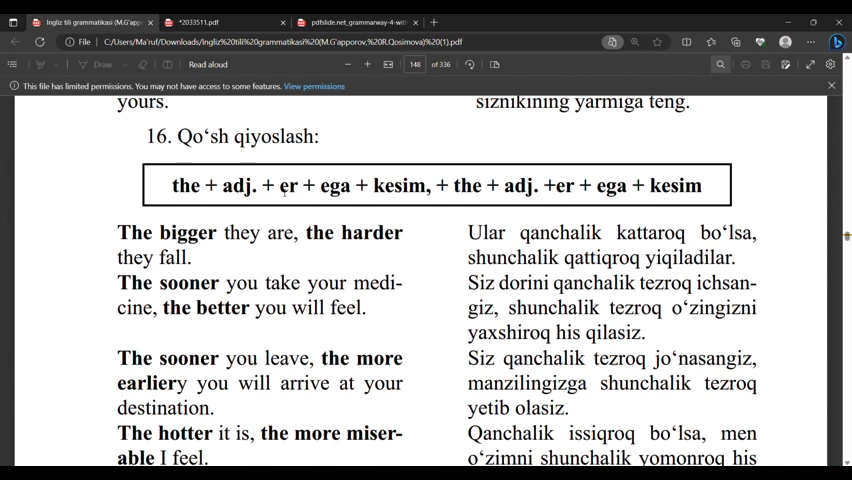 Ingliz tili grammatikasi (M.G'appo
*2033511.pdf
pdfslide.net_grammarway-4-with
File
C:/Users/Ma'ruf/Downloads/Ingliz%20tili%20grammatikasi%20(M.G'apporov,%20R.Qosimova)%20(1).pdf
Draw
Read aloud
148 of 336
This file has limited permissions. You may not have access to some features. View permissions
yours.
siznikining yarmiga teng.
16. Qo‘sh qiyoslash:
the + adj. + er + ega + kesim, + the + adj. +er + ega + kesim
The bigger they are, the harder
they fall.
Ular qanchalik kattaroq bo‘lsa,
shunchalik qattiqroq yiqiladilar.
The sooner you take your medi-
cine, the better you will feel.
Siz dorini qanchalik tezroq ichsan-
giz, shunchalik tezroq o‘zingizni
yaxshiroq his qilasiz.
The sooner you leave, the more
earliery you will arrive at your
destination.
Siz qanchalik tezroq jo‘nasangiz,
manzilingizga shunchalik tezroq
yetib olasiz.
The hotter it is, the more miser-
able I feel.
Qanchalik issiqroq bo‘lsa, men
o‘zimni shunchalik yomonroq his